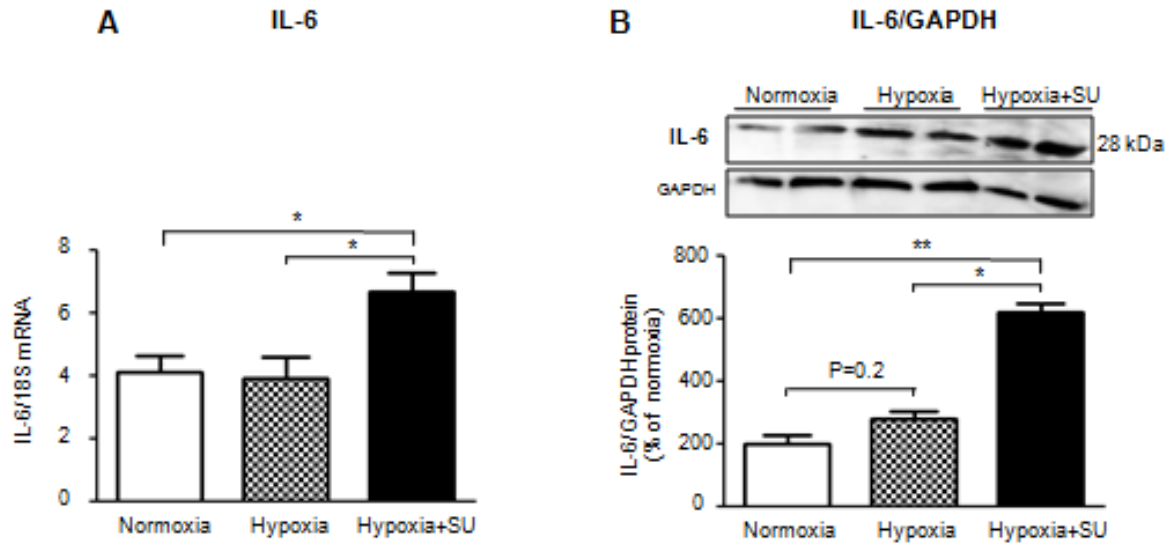 A
IL-6
IL-6/18S mRNA
8
6
4
2
0
*
*
Normoxia
Hypoxia
Hypoxia+SU
B
IL-6/GAPDH
Normoxia
Hypoxia
Hypoxia+SU
IL-6
28 kDa
GAPDH
IL-6/GAPDHprotein
(% of normoxia)
800
600
400
200
0
**
*
P=0.2
Normoxia
Hypoxia
Hypoxia+SU